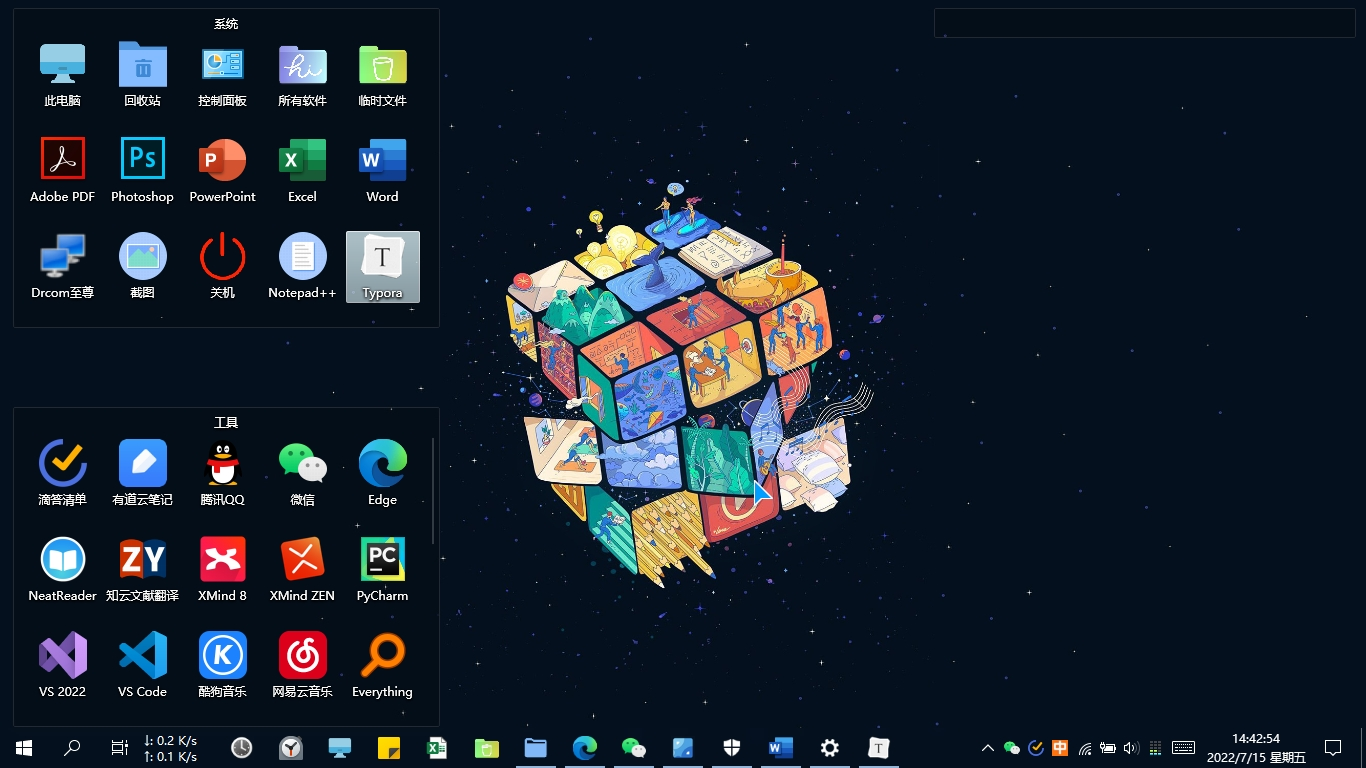 系统
此电脑
回收站
控制面板
hi
所有软件
临时文件
Adobe PDF
Ps
Photoshop
P
PowerPoint
X
Excel
W
Word
Drcom至尊
截图
关机
Notepad++
T
Typora
工具
滴答清单
有道云笔记
腾讯QQ
微信
Edge
NeatReader
ZY
知云文献翻译
XMind 8
XMind ZEN
PC
PyCharm
VS 2022
VS Code
K
酷狗音乐
网易云音乐
Everything
↓: 0.2 K/s
↑: 0.1 K/s
X
W
T
中
14:42:54
2022/7/15 星期五